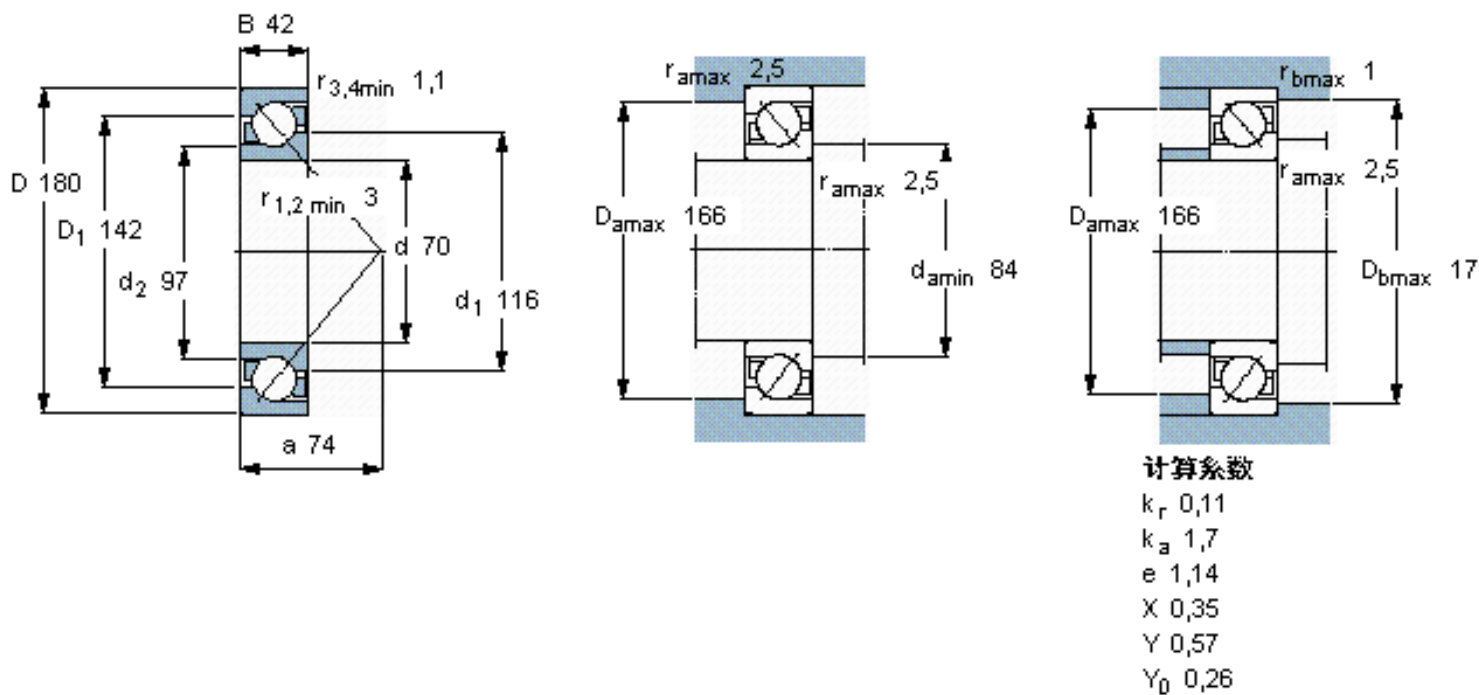 B 42
r3,4min 1,1
D 180
D1 142
d2 97
r1,2 min 3
d 70
d1 116
a 74
ramax 2,5
Damax 166
ramax 2,5
damin 84
rbmax 1
ramax 2,5
Damax 166
Dbmax 17
计算系数
kr 0,11
ka 1,7
e 1,14
X 0,35
Y 0,57
Y0 0,26